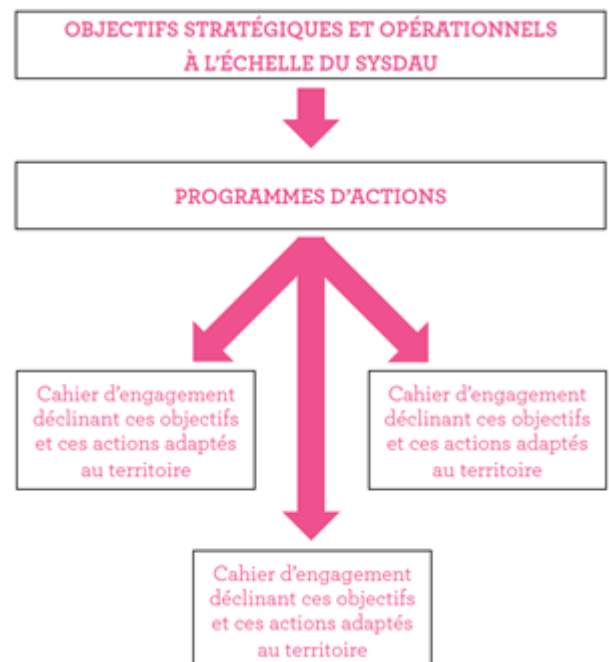 OBJECTIFS STRATÉGIQUES ET OPÉRATIONNELS
À L'ÉCHELLE DU SYSDAU
PROGRAMMES D'ACTIONS
Cahier d'engagement
déclinant ces objectifs
et ces actions adaptés
au territoire
Cahier d'engagement
déclinant ces objectifs
et ces actions adaptés
au territoire
Cahier d'engagement
déclinant ces objectifs
et ces actions adaptés
au territoire